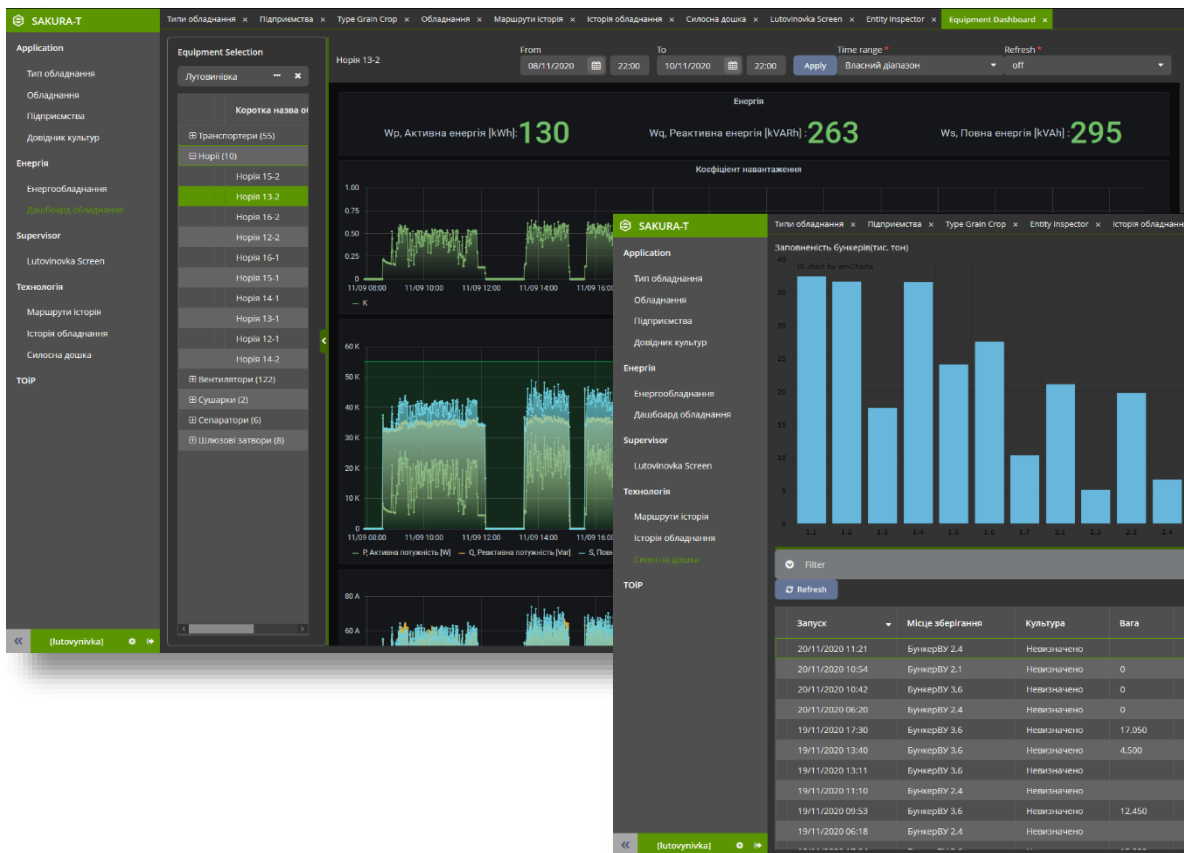 SAKURA-T
Типи обладнання × Підприємства × Type Grain Crop × Обладнання × Маршрути історія × Історія обладнання × Силосна дошка × Lutovinovka Screen × Entity Inspector × Equipment Dashboard ×
Application
Тип обладнання
Обладнання
Підприємства
Довідник культур
Енергія
Енергообладнання
Дашбоард обладнання
Supervisor
Lutovinovka Screen
Технологія
Маршрути історія
Історія обладнання
Силосна дошка
ТОІР
[lutovynivka]
Equipment Selection
Лутовинівка
Коротка назва об
Транспортери (55)
Норії (10)
Норія 15-2
Норія 13-2
Норія 16-2
Норія 12-2
Норія 16-1
Норія 15-1
Норія 14-1
Норія 13-1
Норія 12-1
Норія 14-2
Вентилятори (122)
Сушарки (2)
Сепаратори (6)
Шлюзові затвори (8)
Норія 13-2
From To Time range * Refresh *
08/11/2020 22:00 10/11/2020 22:00 Apply Власний діапазон off
Енергія
Wp, Активна енергія [kWh]: 130 Wq, Реактивна енергія [kVARh] : 263 Ws, Повна енергія [kVAh] : 295
Коєфіціент навантаження
1.00
0.75
0.50
0.25
0
11/09 08:00 11/09 10:00 11/09 12:00 11/09 14:00 11/09 16:00
K
60 K
50 K
40 K
30 K
20 K
10 K
0
11/09 08:00 11/09 10:00 11/09 12:00 11/09 14:00 11/09 16:00
P, Активна потужність [W] Q, Реактивна потужність [Var] S, Повн
80 A
60 A
SAKURA-T
Типи обладнання × Підприємства × Type Grain Crop × Entity Inspector × Історія обладнання
Application
Тип обладнання
Обладнання
Підприємства
Довідник культур
Енергія
Енергообладнання
Дашбоард обладнання
Supervisor
Lutovinovka Screen
Технологія
Маршрути історія
Історія обладнання
Силосна дошка
ТОІР
[lutovynivka]
Заповненість бункерів(тис. тон)
JS chart by amCharts
40
35
30
25
20
15
10
5
0
1.1 1.2 1.3 1.4 1.5 1.6 1.7 2.1 2.2 2.3 2.4
Filter
Refresh
Запуск Місце зберігання Культура Вага
20/11/2020 11:21 БункерВУ 2.4 Невизначено
20/11/2020 10:54 БункерВУ 2.1 Невизначено 0
20/11/2020 10:42 БункерВУ 3.6 Невизначено 0
20/11/2020 06:20 БункерВУ 2.4 Невизначено 0
19/11/2020 17:30 БункерВУ 3.6 Невизначено 17,050
19/11/2020 13:40 БункерВУ 3.6 Невизначено 4,500
19/11/2020 13:11 БункерВУ 3.6 Невизначено
19/11/2020 11:10 БункерВУ 2.4 Невизначено
19/11/2020 09:53 БункерВУ 3.6 Невизначено 12,450
19/11/2020 06:18 БункерВУ 2.4 Невизначено